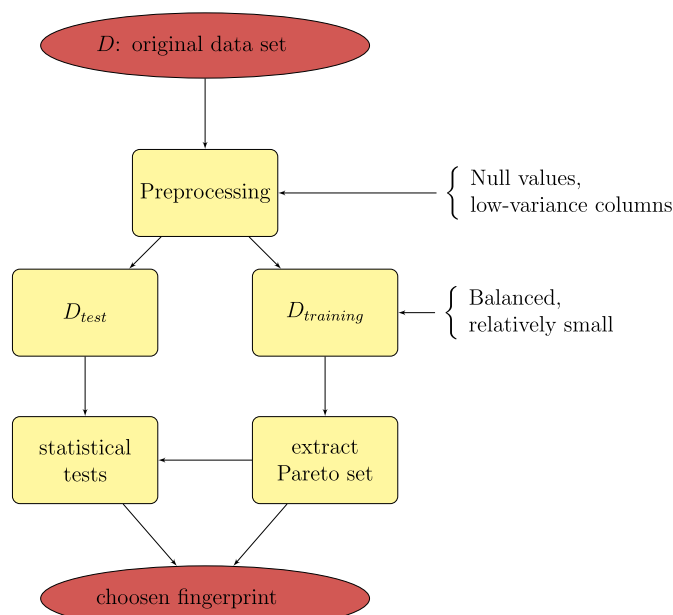 D: original data set
Preprocessing
Null values,
low-variance columns
D_test
D_training
Balanced,
relatively small
statistical
tests
extract
Pareto set
choosen fingerprint